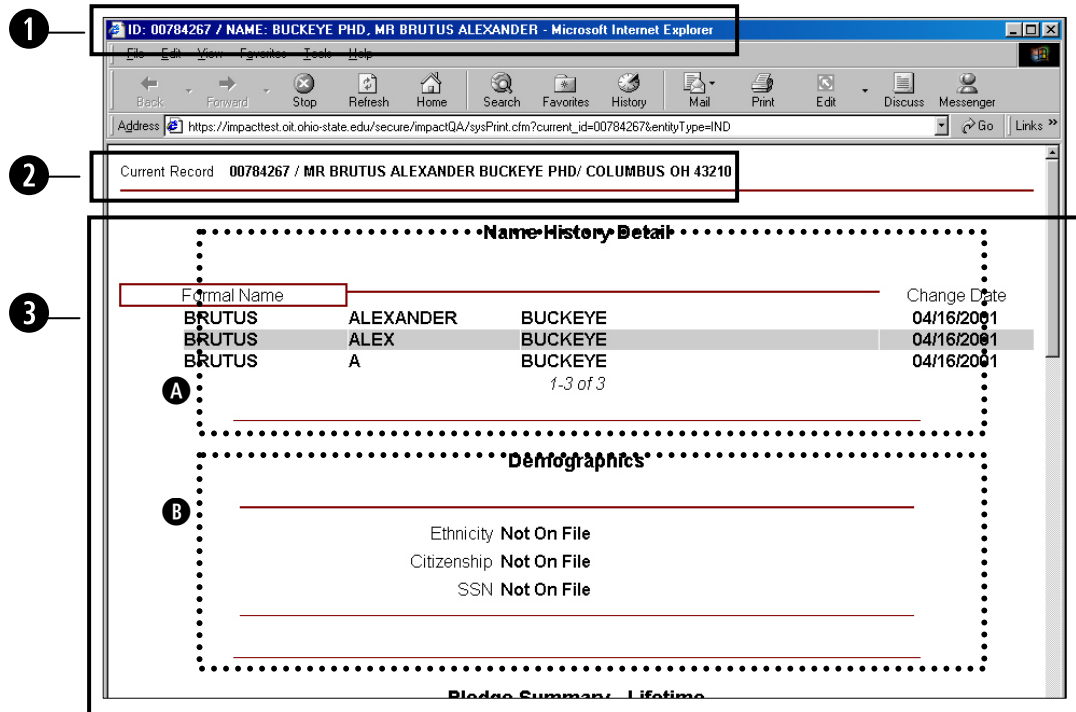 1
ID: 00784267 / NAME: BUCKEYE PHD, MR BRUTUS ALEXANDER - Microsoft Internet Explorer
File Edit View Favorites Tools Help
Back Forward Stop Refresh Home Search Favorites History Mail Print Edit Discuss Messenger
Address https://impacttest.oit.ohio-state.edu/secure/impactQA/sysPrint.cfm?current_id=00784267&entityType=IND Go Links »
2
Current Record 00784267 / MR BRUTUS ALEXANDER BUCKEYE PHD/ COLUMBUS OH 43210
Name History Detail
Formal Name Change Date
3
BRUTUS ALEXANDER BUCKEYE 04/16/2001
BRUTUS ALEX BUCKEYE 04/16/2001
BRUTUS A BUCKEYE 04/16/2001
1-3 of 3
A
Demographics
B
Ethnicity Not On File
Citizenship Not On File
SSN Not On File
Pledge Summary - Lifetime